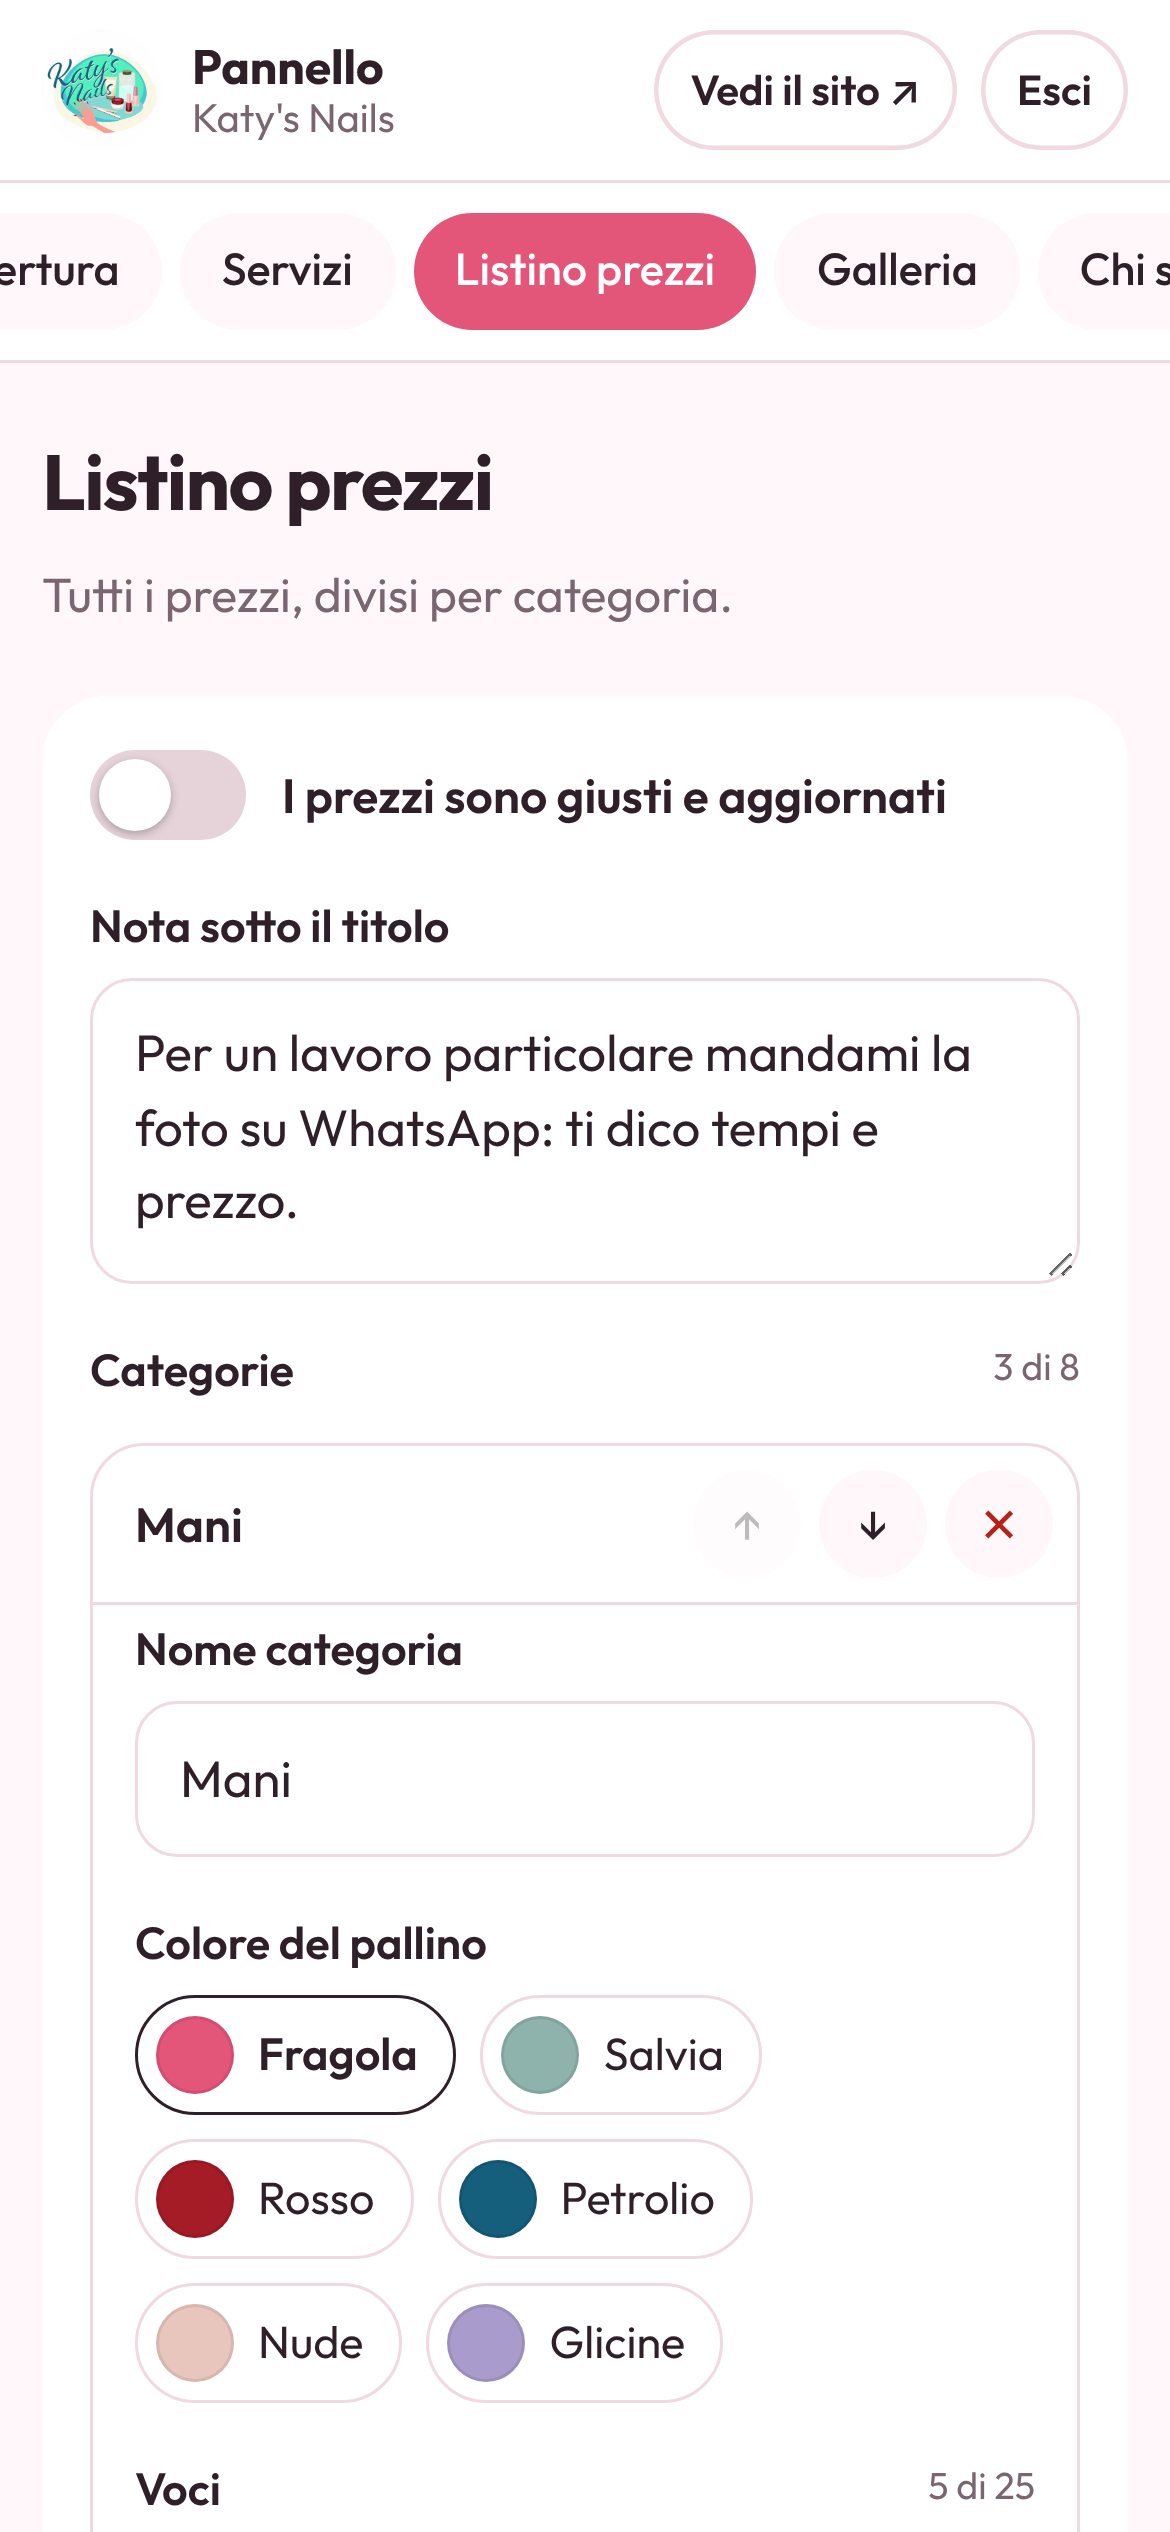 Katy's
Nails
Pannello
Katy's Nails
Vedi il sito ↗
Esci
ertura
Servizi
Listino prezzi
Galleria
Chi s
Listino prezzi
Tutti i prezzi, divisi per categoria.
I prezzi sono giusti e aggiornati
Nota sotto il titolo
Per un lavoro particolare mandami la
foto su WhatsApp: ti dico tempi e
prezzo.
Categorie
3 di 8
Mani
Nome categoria
Mani
Colore del pallino
Fragola
Salvia
Rosso
Petrolio
Nude
Glicine
Voci
5 di 25